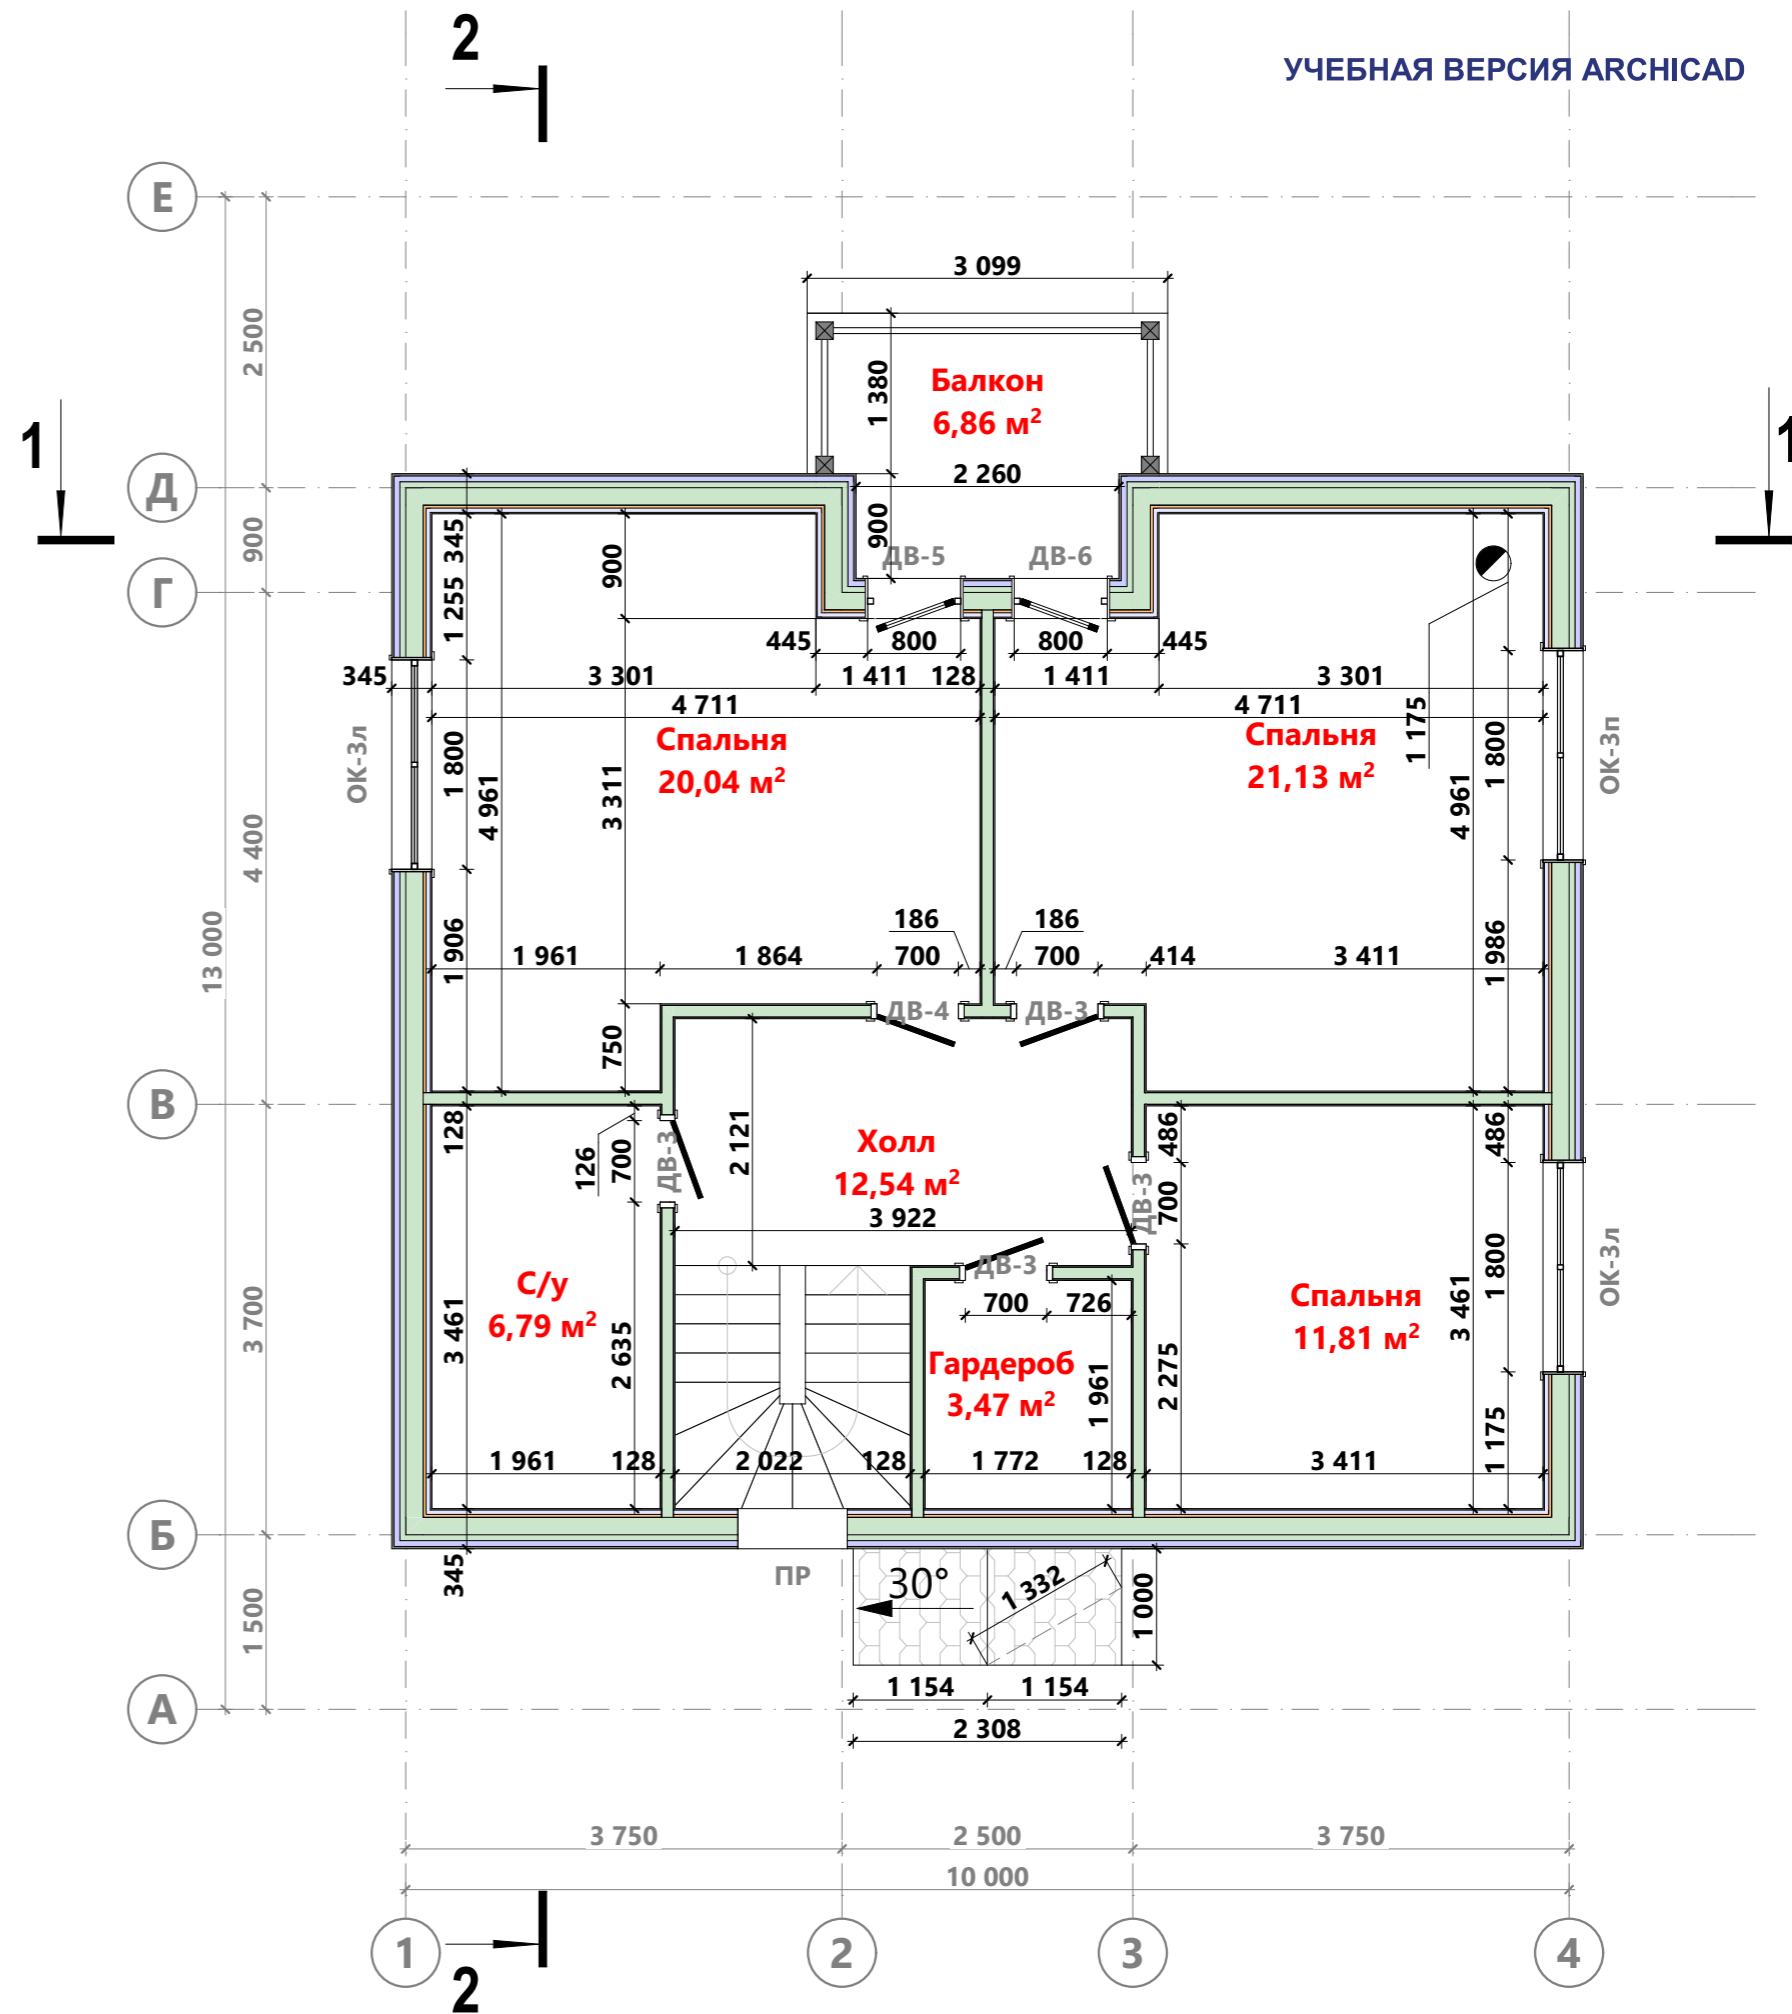 2
УЧЕБНАЯ ВЕРСИЯ ARCHICAD
Е
3 099
2 500
1 380
Балкон
6,86 м²
1
1
2 260
Д
900
345
900
900
ДВ-5
ДВ-6
Г
1 255
445
800
800
445
345
3 301
1 411
128
1 411
3 301
4 711
4 711
1 175
ОК-3л
1 800
Спальня
20,04 м²
Спальня
21,13 м²
1 800
ОК-3п
4 961
3 311
4 961
4 400
13 000
186
186
1 906
1 961
1 864
700
700
414
3 411
1 986
ДВ-4
ДВ-3
750
В
128
126
700
ДВ-3
2 121
Холл
12,54 м²
486
486
700
ДВ-3
3 922
ДВ-3
ОК-3л
1 800
С/у
6,79 м²
700
726
Спальня
11,81 м²
3 461
3 700
3 461
2 635
Гардероб
3,47 м²
1 961
2 275
1 175
1 961
128
2 022
128
1 772
128
3 411
Б
345
ПР
30°
1 332
1 000
1 500
А
1 154
1 154
2 308
3 750
2 500
3 750
10 000
1
2
3
4
2